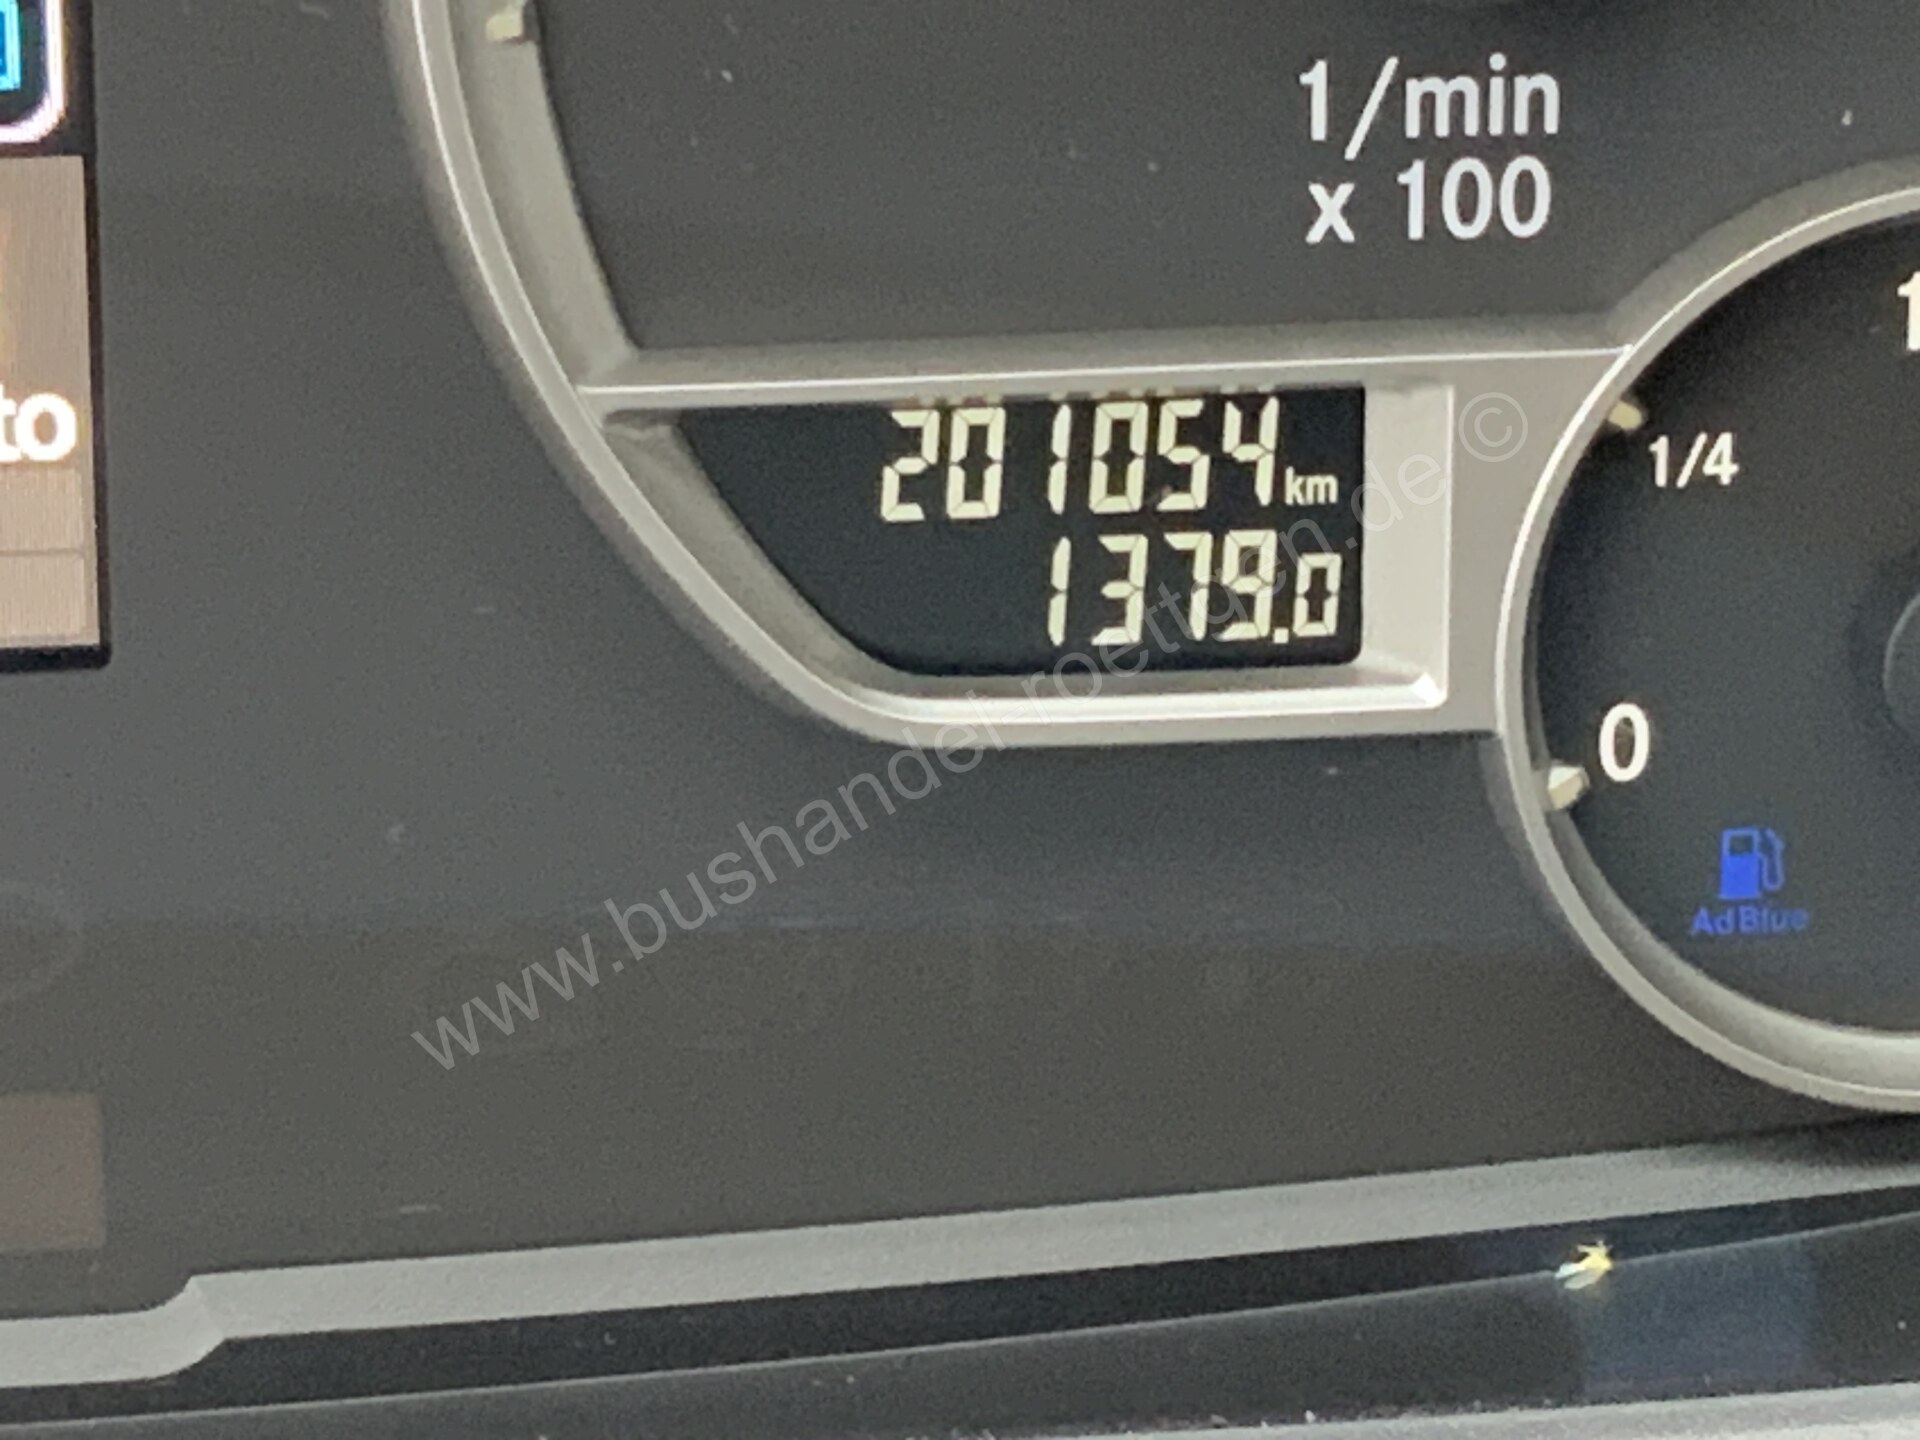 1/min
x 100
to
201054 km
1379.0
1/4
0
AdBlue
www.bushandel-roettgen.de ©